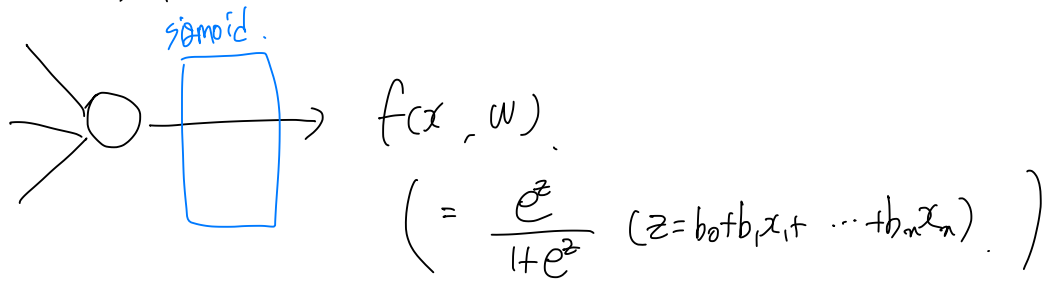 sigmoid.
f(x, w).
( = e^z / (1+e^z) (z=b₀+b₁x₁+ ⋯ +bₙxₙ). )